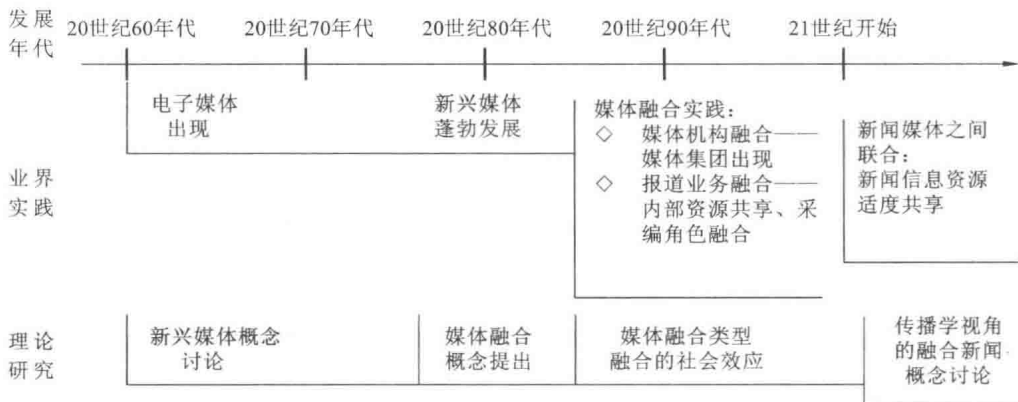 发展
年代
20世纪60年代
20世纪70年代
20世纪80年代
20世纪90年代
21世纪开始
业界
实践
电子媒体
出现
新兴媒体
蓬勃发展
媒体融合实践：
◇ 媒体机构融合——
媒体集团出现
◇ 报道业务融合——
内部资源共享、采
编角色融合
新闻媒体之间
联合：
新闻信息资源
适度共享
理论
研究
新兴媒体概念
讨论
媒体融合
概念提出
媒体融合类型
融合的社会效应
传播学视角
的融合新闻
概念讨论